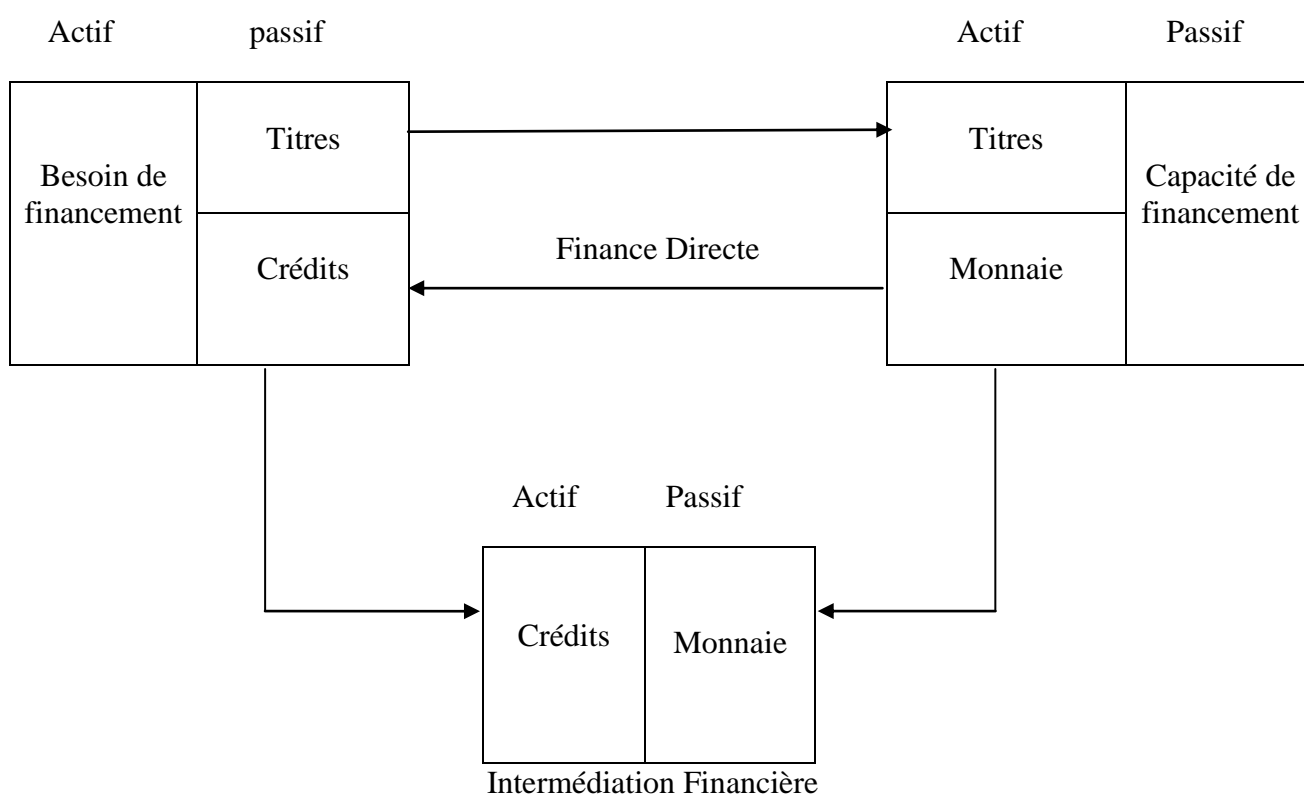 Actif passif Actif Passif
Titres Titres
Besoin de
financement
Capacité de
financement
Crédits Finance Directe Monnaie
Actif Passif
Crédits Monnaie
Intermédiation Financière